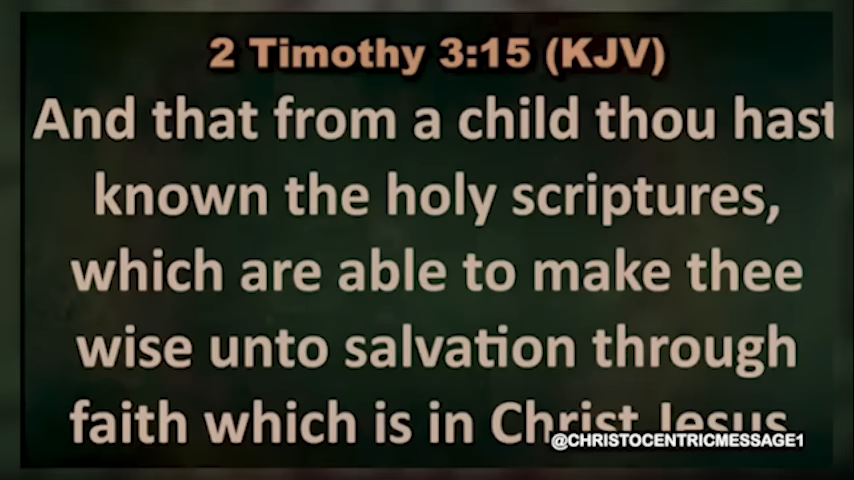 2 Timothy 3:15 (KJV)
And that from a child thou hast
known the holy scriptures,
which are able to make thee
wise unto salvation through
faith which is in Christ Jesus.
@CHRISTOCENTRICMESSAGE1